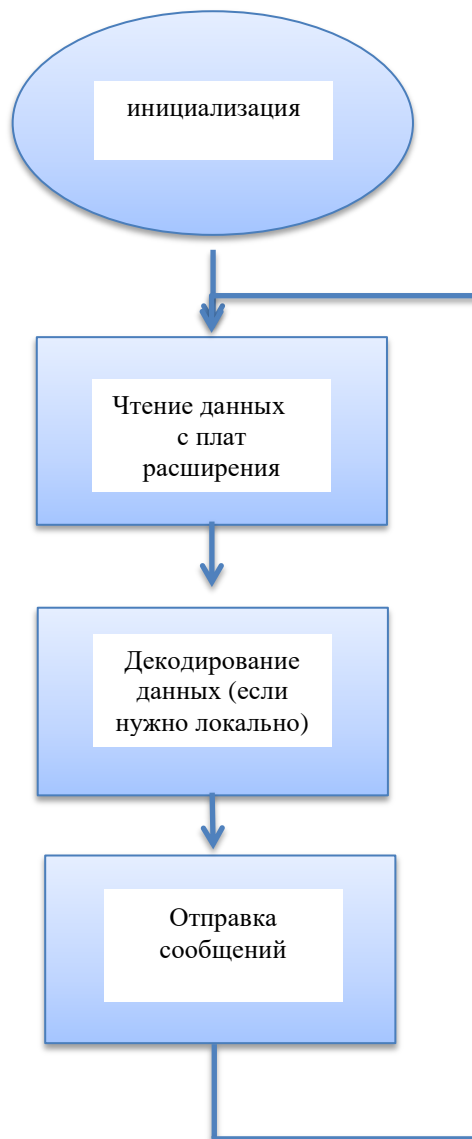 инициализация
Чтение данных
с плат
расширения
Декодирование
данных (если
нужно локально)
Отправка
сообщений